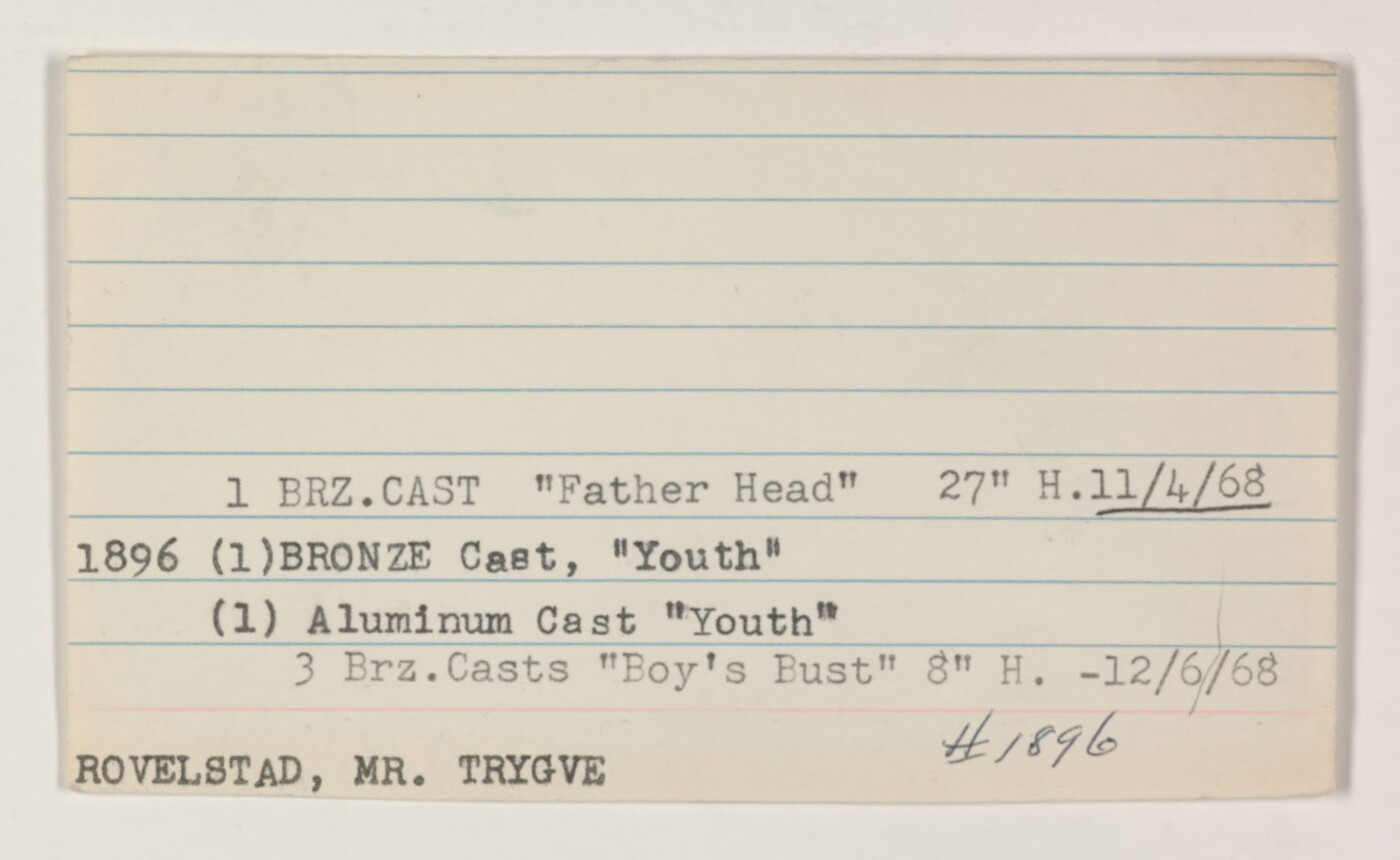 1 BRZ.CAST "Father Head" 27" H.11/4/68
1896 (1)BRONZE Cast, "Youth"
(1) Aluminum Cast "Youth"
3 Brz.Casts "Boy's Bust" 8" H. -12/6/68
#1896
ROVELSTAD, MR. TRYGVE